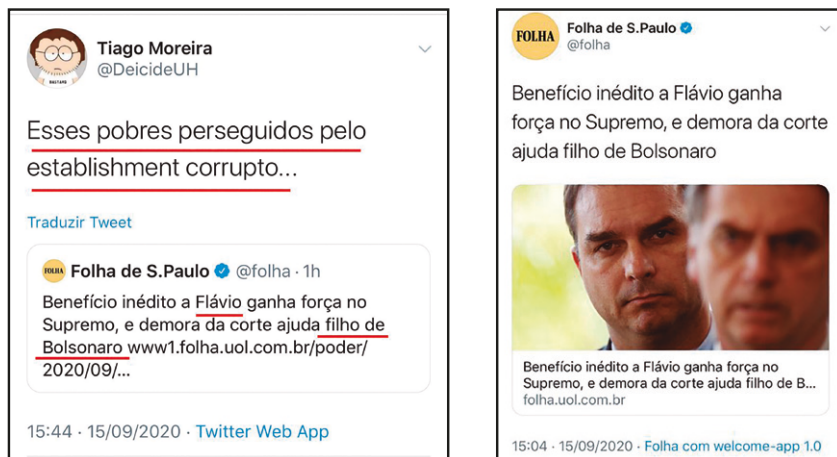 Tiago Moreira
@DeicideUH
Esses pobres perseguidos pelo
establishment corrupto...
Traduzir Tweet
FOLHA Folha de S.Paulo @folha · 1h
Benefício inédito a Flávio ganha força no
Supremo, e demora da corte ajuda filho de
Bolsonaro www1.folha.uol.com.br/poder/
2020/09/...
15:44 · 15/09/2020 · Twitter Web App
FOLHA
Folha de S.Paulo
@folha
Benefício inédito a Flávio ganha
força no Supremo, e demora da corte
ajuda filho de Bolsonaro
Benefício inédito a Flávio ganha força no
Supremo, e demora da corte ajuda filho de B...
folha.uol.com.br
15:04 · 15/09/2020 · Folha com welcome-app 1.0